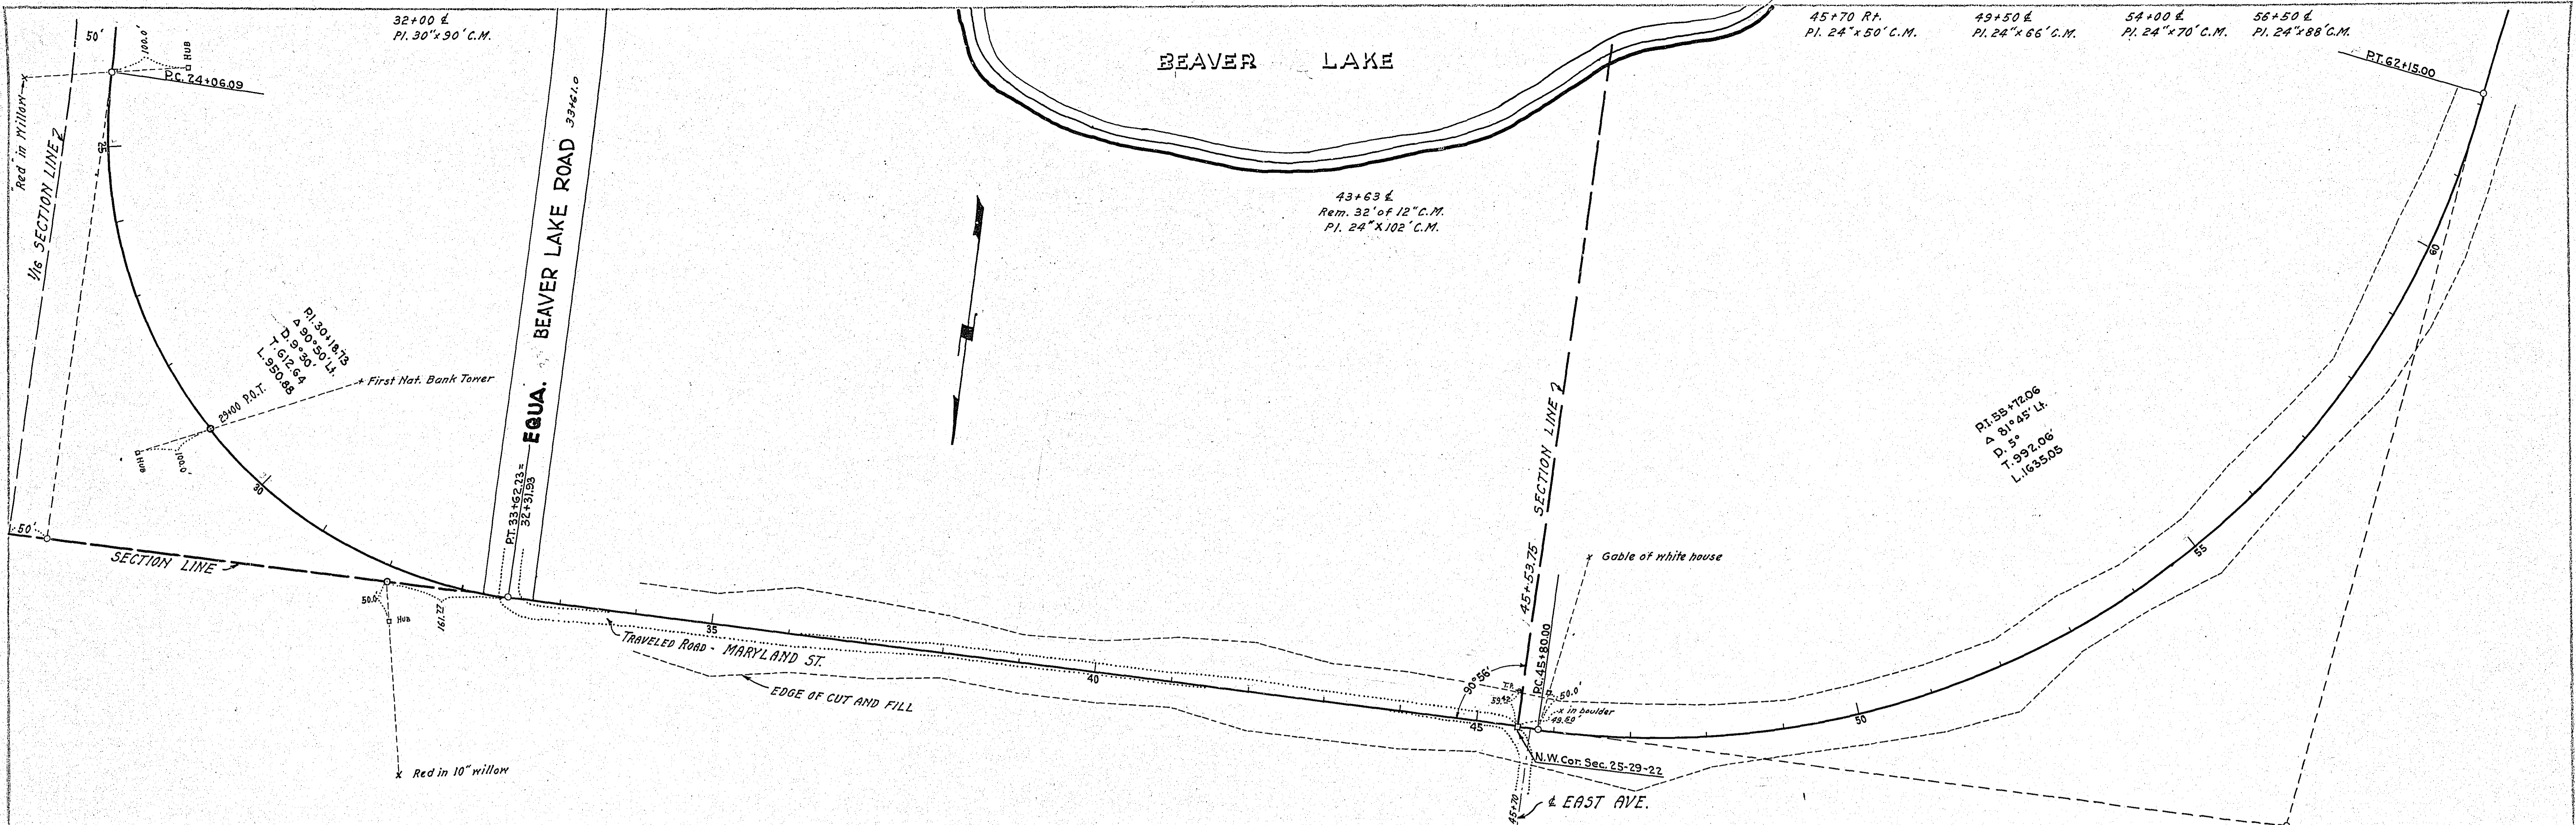 32+00 ℄
Pl. 30"x 90' C.M.
45+70 Rt.
Pl. 24"x 50' C.M.
49+50 ℄
Pl. 24"x 66' C.M.
54+00 ℄
Pl. 24"x 70' C.M.
56+50 ℄
Pl. 24"x 88' C.M.
50'
100.0'
HUB
P.C. 24+06.09
"Red" in Willow
1/16 SECTION LINE
25
BEAVER LAKE
P.T. 62+15.00
EQUA. BEAVER LAKE ROAD 33+61.0
43+63 ℄
Rem. 32' of 12" C.M.
Pl. 24" X 102' C.M.
60
P.I. 30+18.73
Δ 90°50' Lt.
D. 9°30'
T. 612.64
L. 950.88
First Nat. Bank Tower
29+00 P.O.T.
HUB
100.0'
30
P.I. 55+72.06
Δ 81°45' Lt.
D. 5°
T. 992.06'
L. 1635.05
SECTION LINE
P.T. 33+62.23 =
32+31.93
50'
SECTION LINE
45+53.75
Gable of white house
55
50.0'
HUB
161.22
35
TRAVELED ROAD - MARYLAND ST.
EDGE OF CUT AND FILL
40
90°56'
P.C. 45+80.00
50.0'
x in boulder
49.69'
45
50
N.W. Cor. Sec. 25-29-22
Red in 10" willow
45+70
℄ EAST AVE.